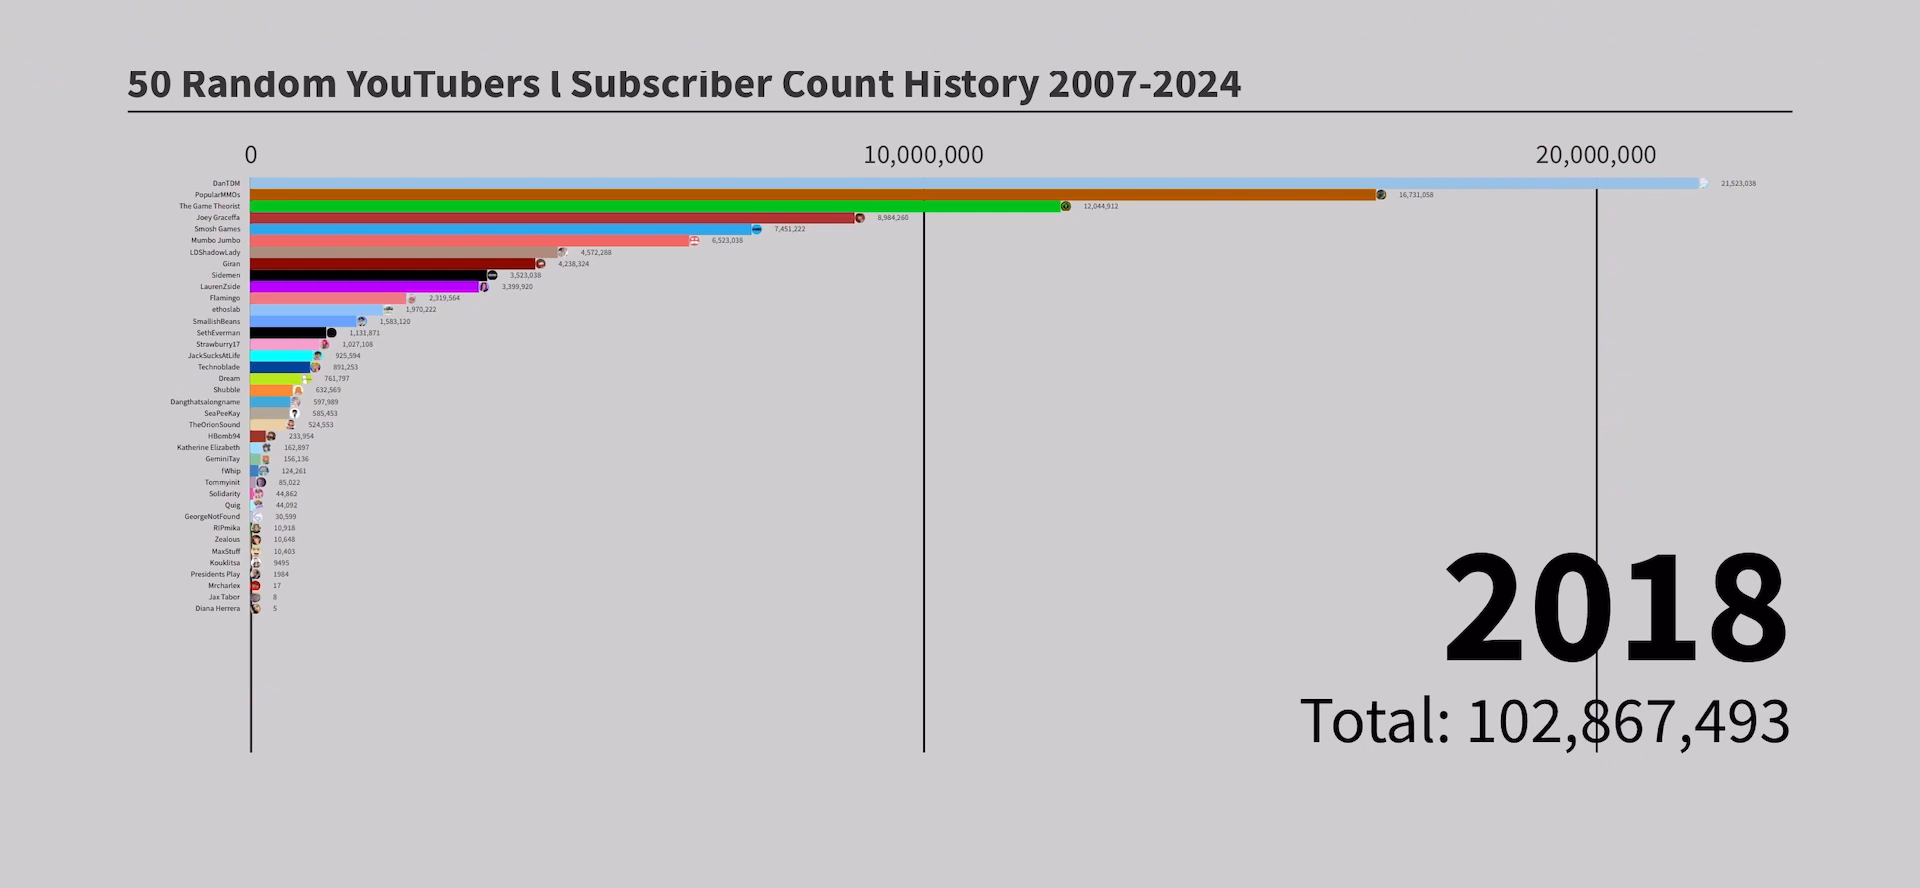 50 Random YouTubers l Subscriber Count History 2007-2024
0 10,000,000 20,000,000
DanTDM 21,523,038
PopularMMOs 16,731,058
The Game Theorist 12,044,912
Joey Graceffa 8,984,260
Smosh Games 7,451,222
Mumbo Jumbo 6,523,038
LDShadowLady 4,572,288
Giran 4,238,324
Sidemen 3,523,038
LaurenZside 3,399,920
Flamingo 2,319,564
ethoslab 1,970,222
SmallishBeans 1,583,120
SethEverman 1,131,871
Strawburry17 1,027,108
JackSucksAtLife 925,594
Technoblade 891,253
Dream 761,797
Shubble 632,569
Dangthatsalongname 597,989
SeaPeeKay 585,453
TheOrionSound 524,553
HBomb94 233,954
Katherine Elizabeth 162,897
GeminiTay 156,136
fWhip 124,261
Tommyinit 85,022
Solidarity 44,862
Quig 44,092
GeorgeNotFound 30,599
RIPmika 10,918
Zealous 10,648
MaxStuff 10,403
Kouklitsa 9495
Presidents Play 1984
Mrcharlex 17
Jax Tabor 8
Diana Herrera 5
2018
Total: 102,867,493